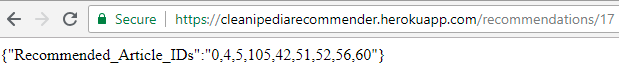 Secure https://cleanipediarecommender.herokuapp.com/recommendations/17
{"Recommended_Article_IDs":"0,4,5,105,42,51,52,56,60"}